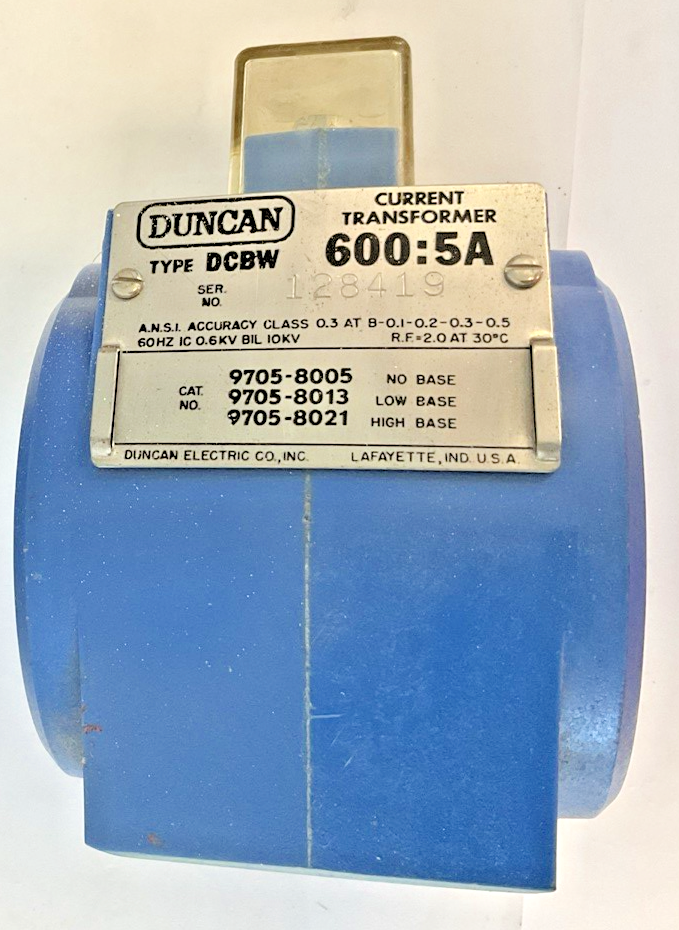 DUNCAN
CURRENT
TRANSFORMER
TYPE DCBW 600:5A
SER.
NO. 128419
A.N.S.I. ACCURACY CLASS 0.3 AT B-0.1-0.2-0.3-0.5
60HZ IC 0.6KV BIL 10KV R.F.=2.0 AT 30°C
CAT.
NO.
9705-8005 NO BASE
9705-8013 LOW BASE
9705-8021 HIGH BASE
DUNCAN ELECTRIC CO., INC. LAFAYETTE, IND. U.S.A.